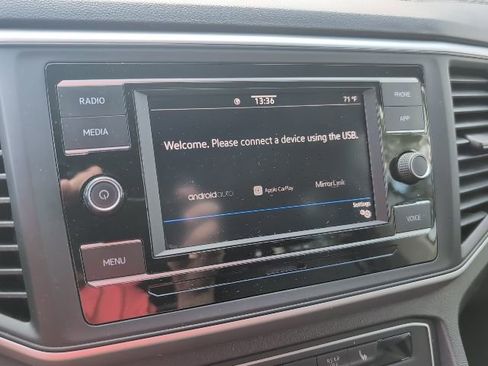 RADIO
MEDIA
MENU
13:36
71°F
Welcome. Please connect a device using the USB.
androidauto
Apple CarPlay
MirrorLink
Settings
PHONE
APP
VOICE
REAR